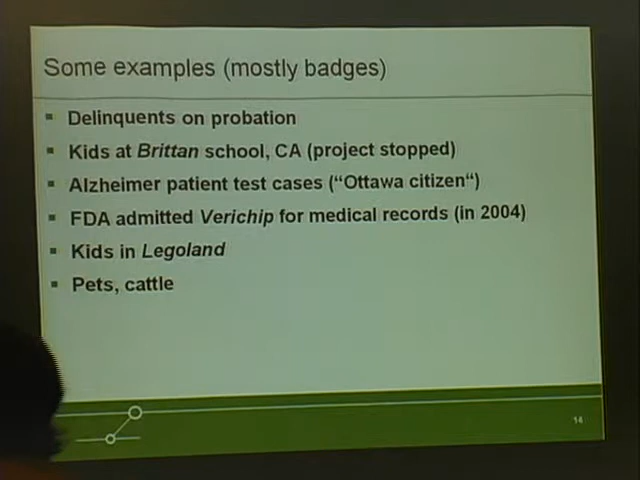 Some examples (mostly badges)
Delinquents on probation
Kids at Brittan school, CA (project stopped)
Alzheimer patient test cases (“Ottawa citizen“)
FDA admitted Verichip for medical records (in 2004)
Kids in Legoland
Pets, cattle
14